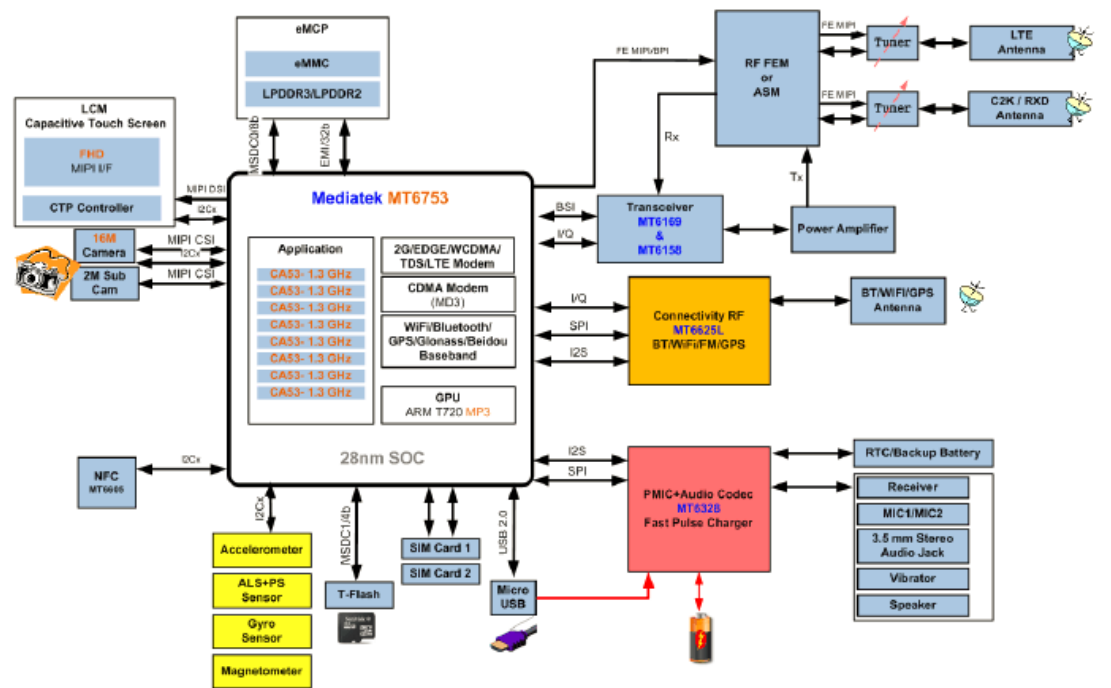 eMCP
eMMC
LPDDR3/LPDDR2
MSDC0/8b
EMI/32b
LCM
Capacitive Touch Screen
FHD
MIPI I/F
CTP Controller
MIPI DSI
I2Cx
16M
Camera
2M Sub
Cam
MIPI CSI
I2Cx
MIPI CSI
Mediatek MT6753
Application
CA53- 1.3 GHz
CA53- 1.3 GHz
CA53- 1.3 GHz
CA53- 1.3 GHz
CA53- 1.3 GHz
CA53- 1.3 GHz
CA53- 1.3 GHz
CA53- 1.3 GHz
2G/EDGE/WCDMA/
TDS/LTE Modem
CDMA Modem
(MD3)
WiFi/Bluetooth/
GPS/Glonass/Beidou
Baseband
GPU
ARM T720 MP3
28nm SOC
FE MIPI/BPI
RF FEM
or
ASM
FE MIPI
Tuner
LTE
Antenna
FE MIPI
Tuner
C2K / RXD
Antenna
Rx
Tx
BSI
I/Q
Transceiver
MT6169
&
MT6158
Power Amplifier
I/Q
SPI
I2S
Connectivity RF
MT6625L
BT/WiFi/FM/GPS
BT/WIFI/GPS
Antenna
NFC
MT6605
I2Cx
I2S
SPI
PMIC+Audio Codec
MT6328
Fast Pulse Charger
RTC/Backup Battery
Receiver
MIC1/MIC2
3.5 mm Stereo
Audio Jack
Vibrator
Speaker
I2Cx
Accelerometer
ALS+PS
Sensor
Gyro
Sensor
Magnetometer
MSDC1/4b
T-Flash
SIM Card 1
SIM Card 2
USB 2.0
Micro
USB